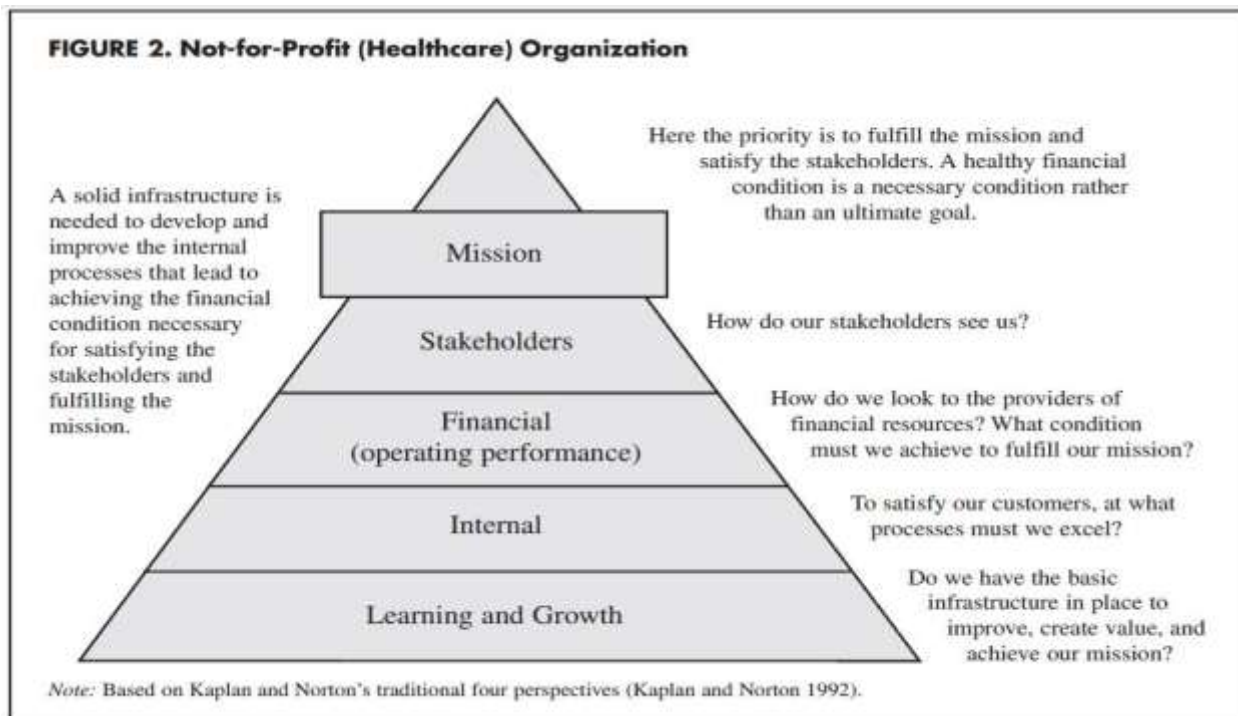 FIGURE 2. Not-for-Profit (Healthcare) Organization
Here the priority is to fulfill the mission and
satisfy the stakeholders. A healthy financial
condition is a necessary condition rather
than an ultimate goal.
A solid infrastructure is
needed to develop and
improve the internal
processes that lead to
achieving the financial
condition necessary
for satisfying the
stakeholders and
fulfilling the
mission.
Mission
Stakeholders
How do our stakeholders see us?
Financial
(operating performance)
How do we look to the providers of
financial resources? What condition
must we achieve to fulfill our mission?
Internal
To satisfy our customers, at what
processes must we excel?
Learning and Growth
Do we have the basic
infrastructure in place to
improve, create value, and
achieve our mission?
Note: Based on Kaplan and Norton's traditional four perspectives (Kaplan and Norton 1992).